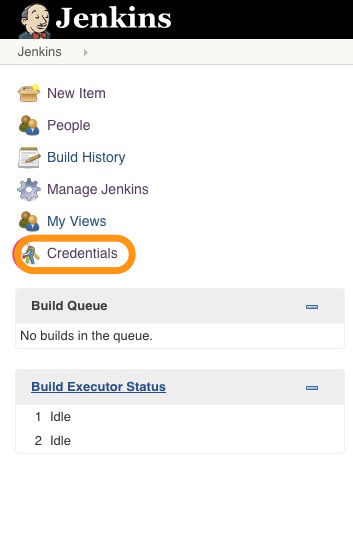 Jenkins
Jenkins
New Item
People
Build History
Manage Jenkins
My Views
Credentials
Build Queue
No builds in the queue.
Build Executor Status
1 Idle
2 Idle